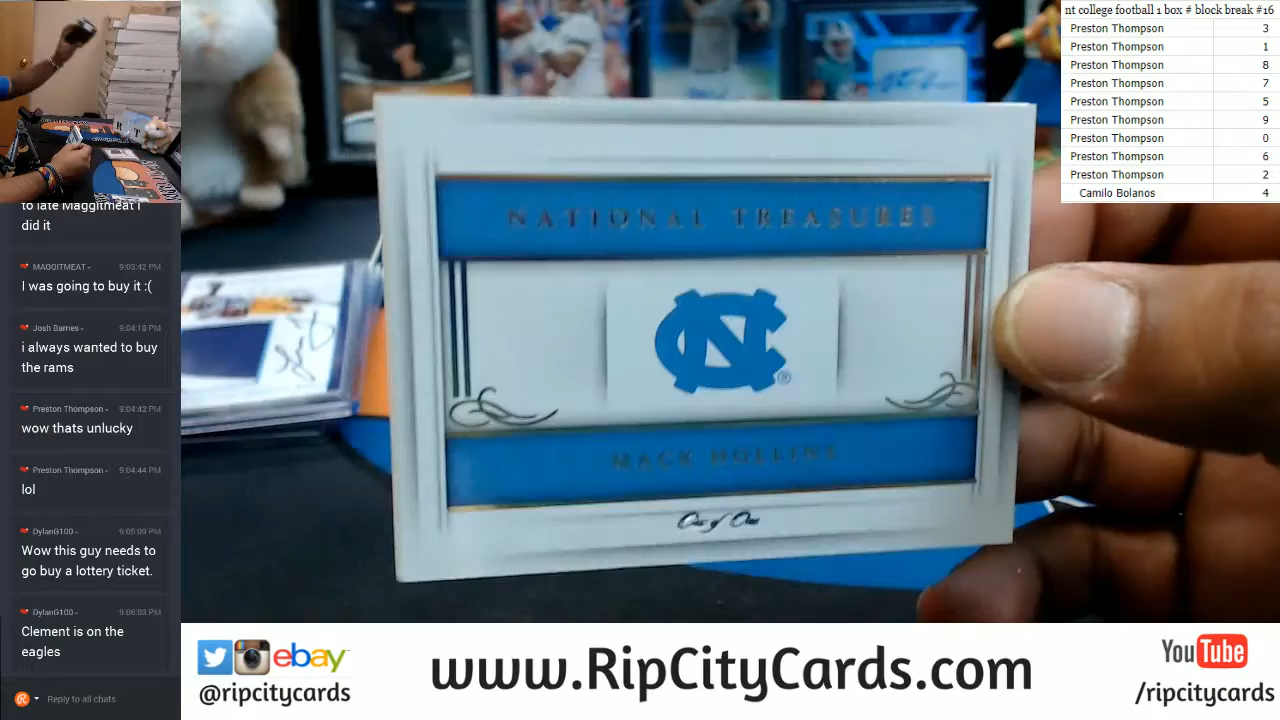 nt college football 1 box # block break #16
Preston Thompson 3
Preston Thompson 1
Preston Thompson 8
Preston Thompson 7
Preston Thompson 5
Preston Thompson 9
Preston Thompson 0
Preston Thompson 6
Preston Thompson 2
Camilo Bolanos 4
to late Maggitmeat I
did it
MAGGITMEAT 9:03:42 PM
I was going to buy it :(
Josh Barnes 9:04:18 PM
i always wanted to buy
the rams
Preston Thompson 9:04:42 PM
wow thats unlucky
Preston Thompson 9:04:44 PM
lol
DylanG100 9:05:09 PM
Wow this guy needs to
go buy a lottery ticket.
DylanG100 9:06:03 PM
Clement is on the
eagles
Reply to all chats
NATIONAL TREASURES
NC
®
MACK HOLLINS
One of One
ebay
@ripcitycards
www.RipCityCards.com
YouTube
/ripcitycards